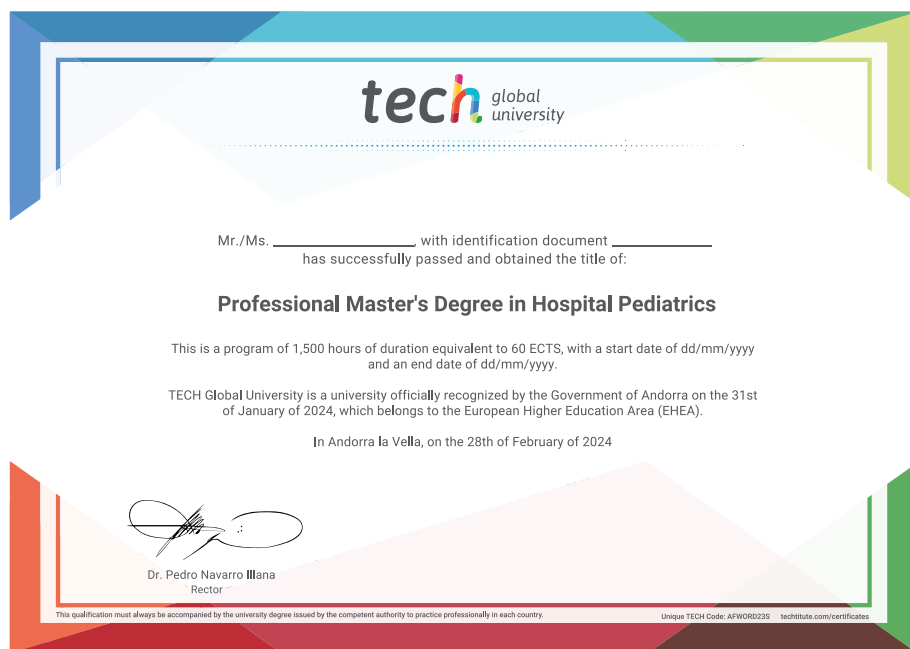 tech global university
Mr./Ms. ____________________, with identification document ______________
has successfully passed and obtained the title of:
Professional Master's Degree in Hospital Pediatrics
This is a program of 1,500 hours of duration equivalent to 60 ECTS, with a start date of dd/mm/yyyy
and an end date of dd/mm/yyyy.
TECH Global University is a university officially recognized by the Government of Andorra on the 31st
of January of 2024, which belongs to the European Higher Education Area (EHEA).
In Andorra la Vella, on the 28th of February of 2024
Dr. Pedro Navarro Illana
Rector
This qualification must always be accompanied by the university degree issued by the competent authority to practice professionally in each country.
Unique TECH Code: AFWORD23S techtitute.com/certificates